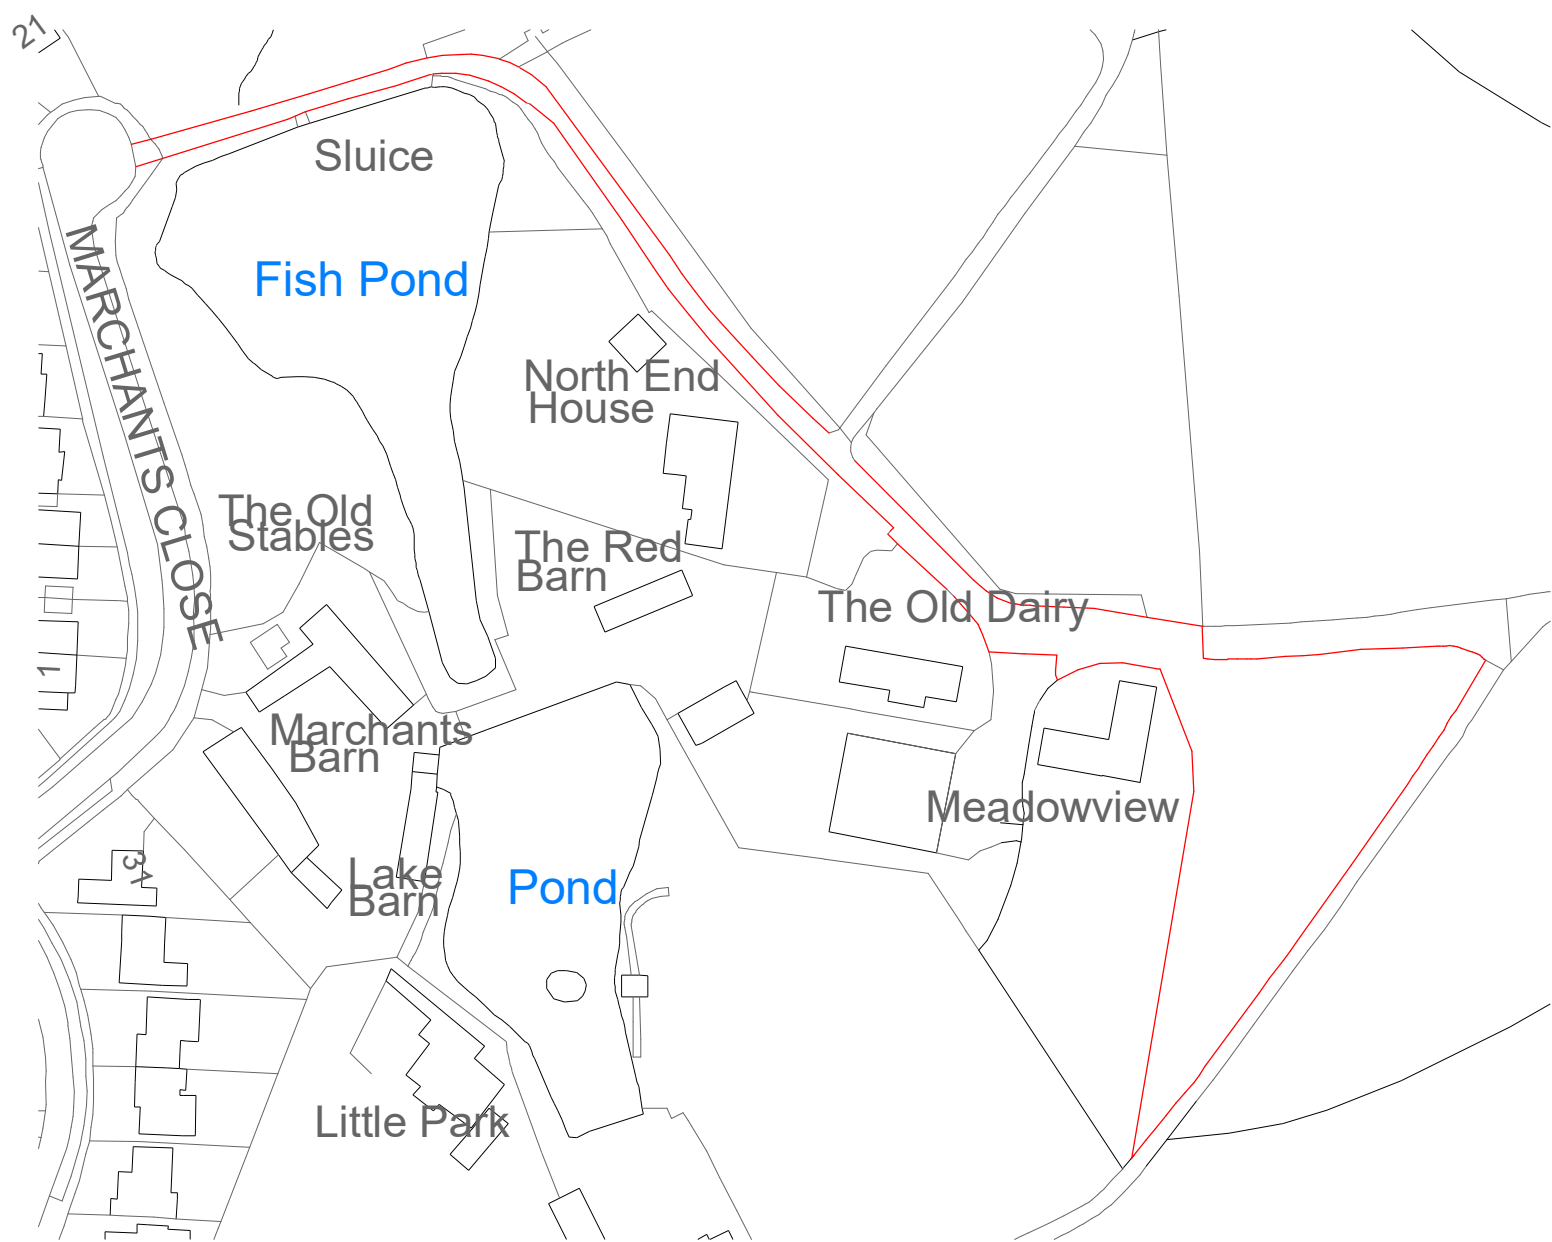 21
Sluice
Fish Pond
MARCHANTS CLOSE
North End
House
The Old
Stables
The Red
Barn
The Old Dairy
1
Marchants
Barn
Meadowview
31
Lake
Barn
Pond
Little Park